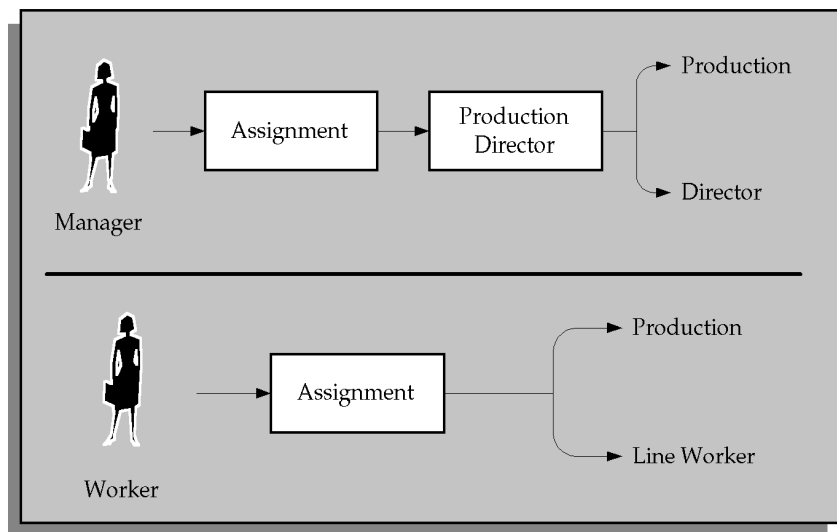 Production
Assignment
Production
Director
Director
Manager
Production
Assignment
Line Worker
Worker